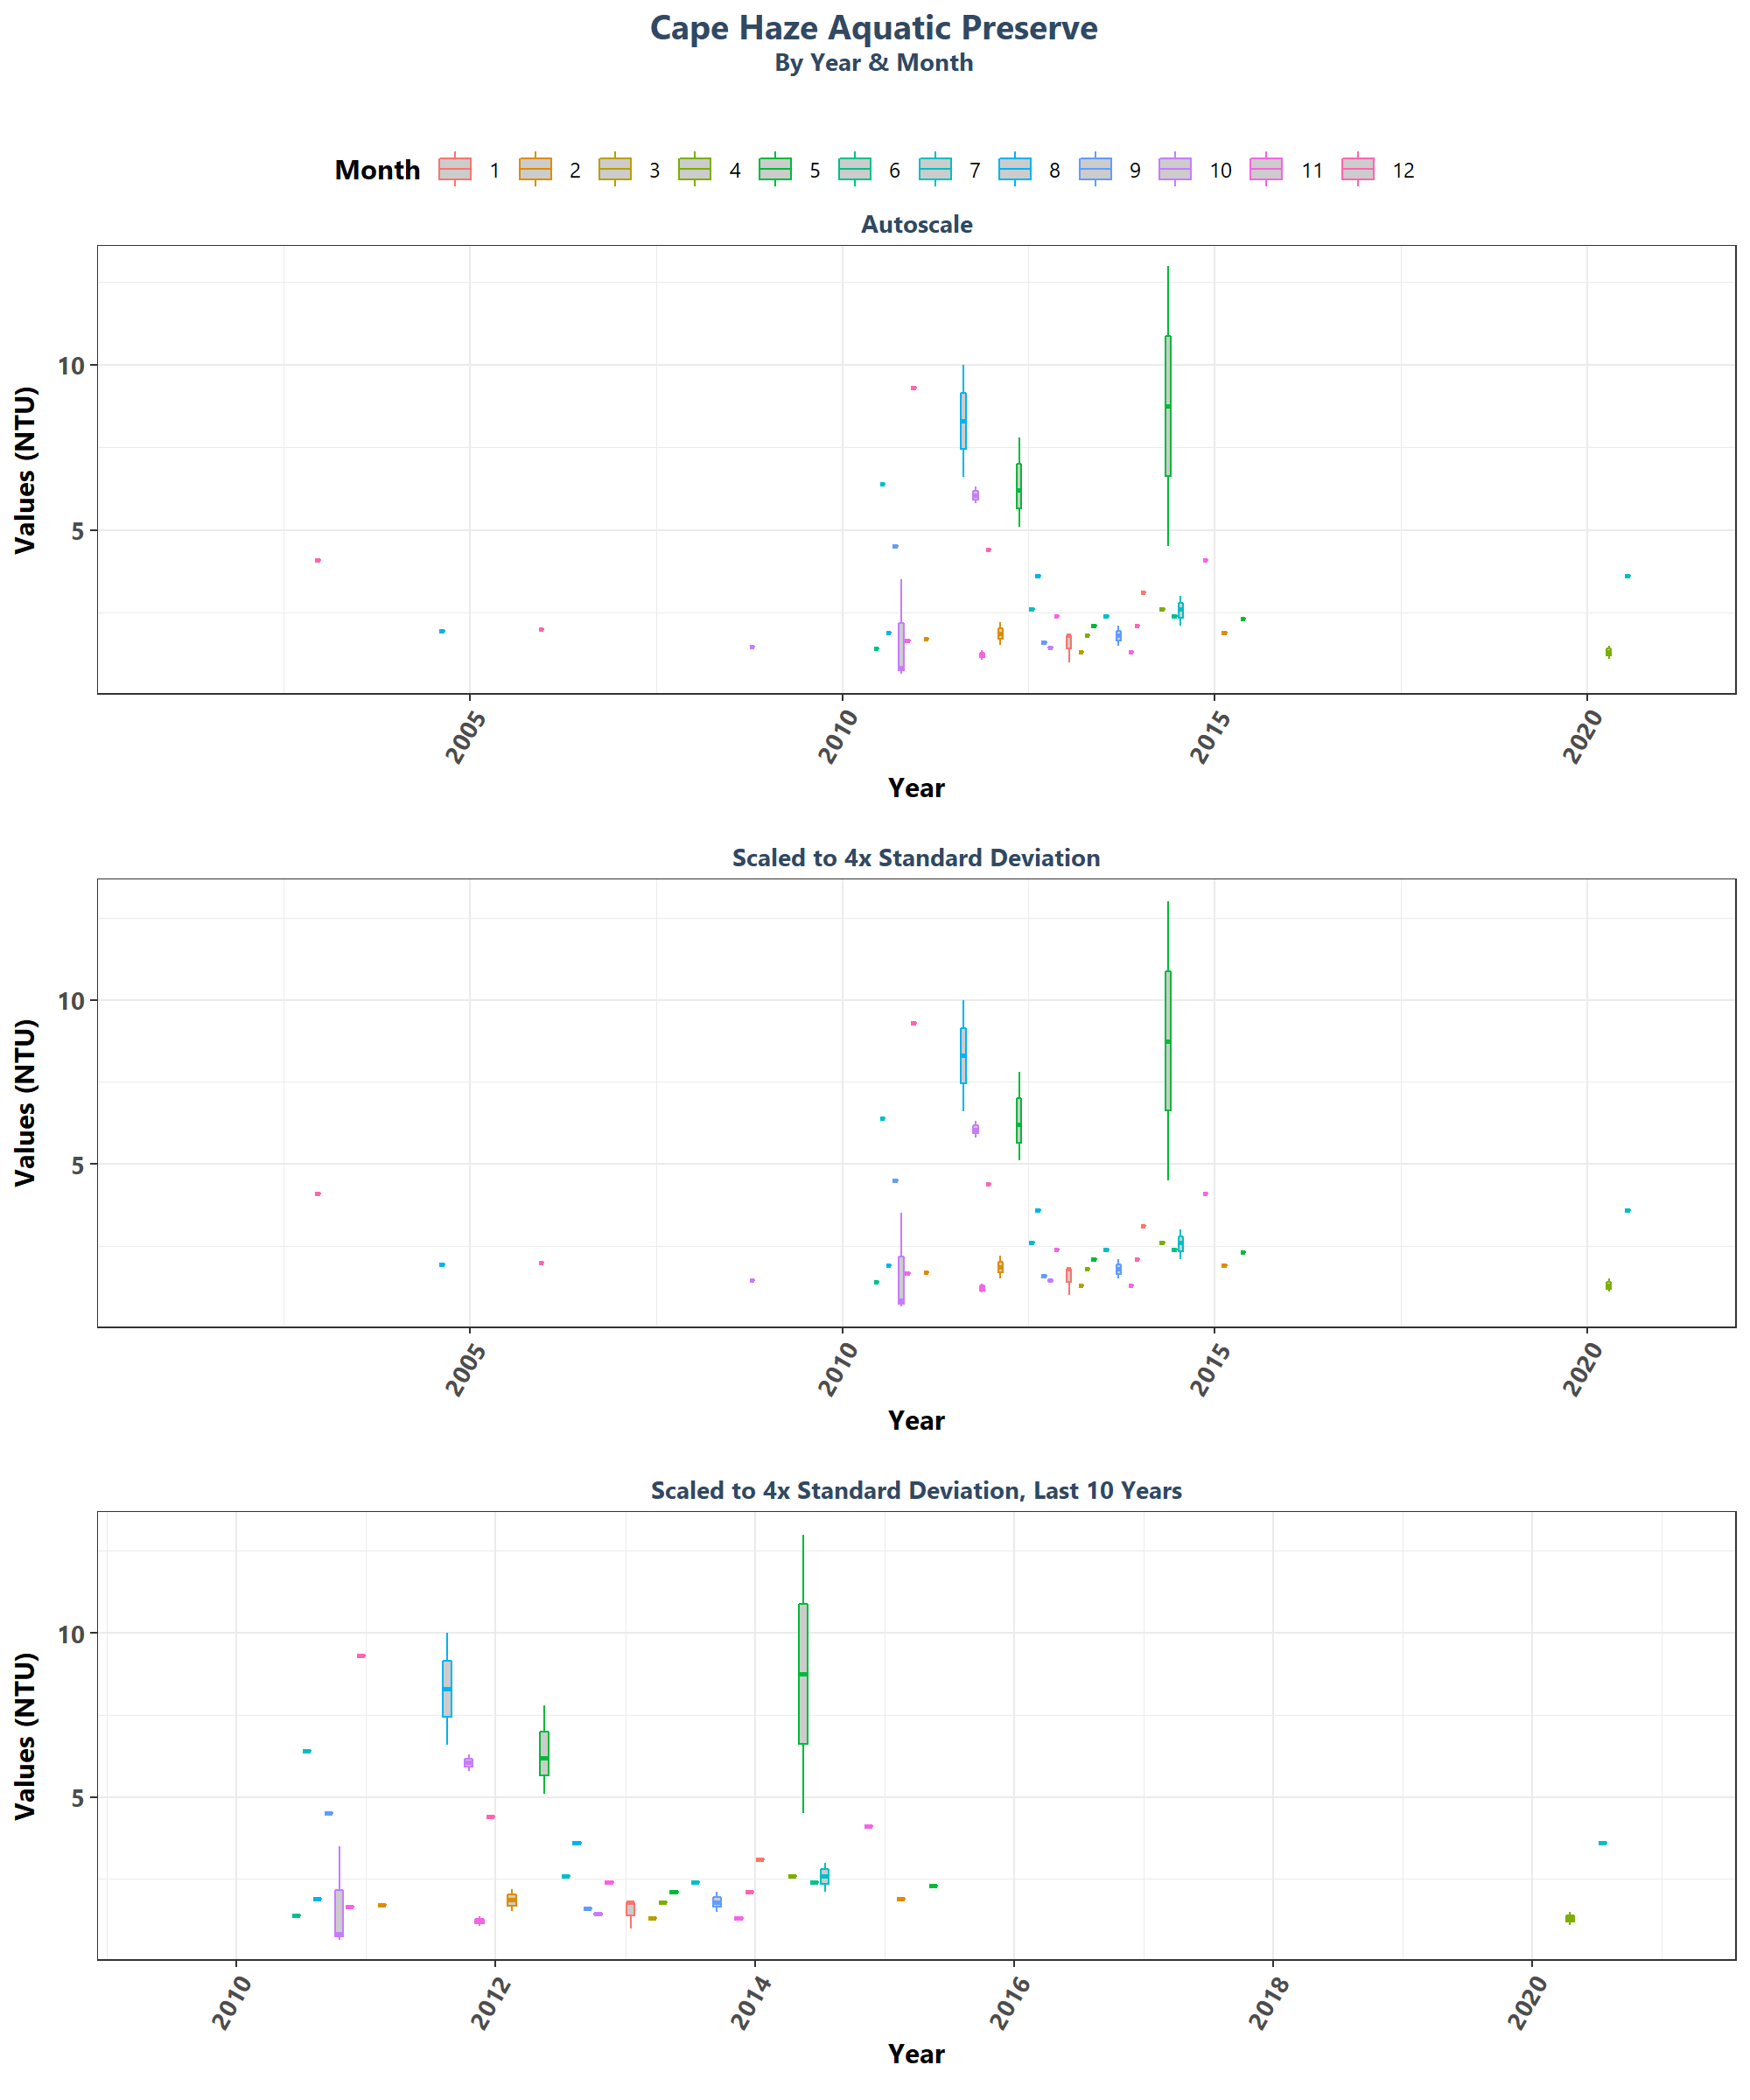 Cape Haze Aquatic Preserve
By Year & Month
Month 1 2 3 4 5 6 7 8 9 10 11 12
Autoscale
Values (NTU)
10
5
2005 2010 2015 2020
Year
Scaled to 4x Standard Deviation
Values (NTU)
10
5
2005 2010 2015 2020
Year
Scaled to 4x Standard Deviation, Last 10 Years
Values (NTU)
10
5
2010 2012 2014 2016 2018 2020
Year